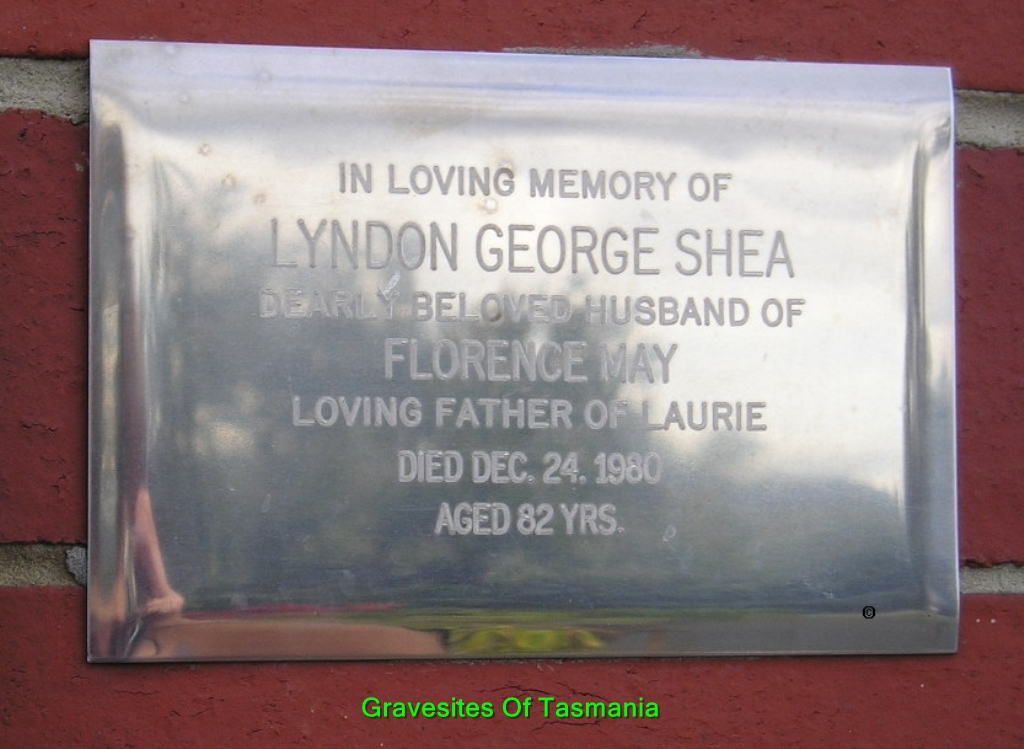 IN LOVING MEMORY OF
LYNDON GEORGE SHEA
DEARLY BELOVED HUSBAND OF
FLORENCE MAY
LOVING FATHER OF LAURIE
DIED DEC. 24. 1980
AGED 82 YRS.
©
Gravesites Of Tasmania